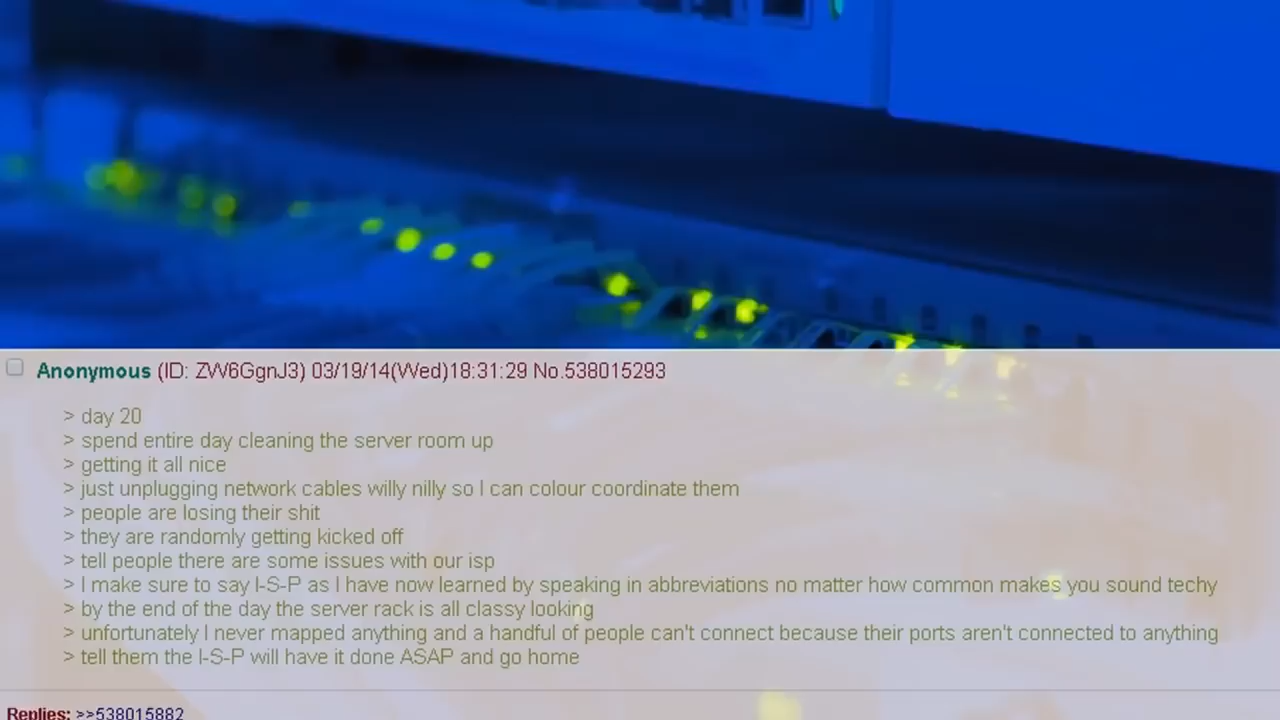 Anonymous (ID: ZW6GgnJ3) 03/19/14(Wed)18:31:29 No.538015293
> day 20
> spend entire day cleaning the server room up
> getting it all nice
> just unplugging network cables willy nilly so I can colour coordinate them
> people are losing their shit
> they are randomly getting kicked off
> tell people there are some issues with our isp
> I make sure to say I-S-P as I have now learned by speaking in abbreviations no matter how common makes you sound techy
> by the end of the day the server rack is all classy looking
> unfortunately I never mapped anything and a handful of people can't connect because their ports aren't connected to anything
> tell them the I-S-P will have it done ASAP and go home
Replies: >>538015882